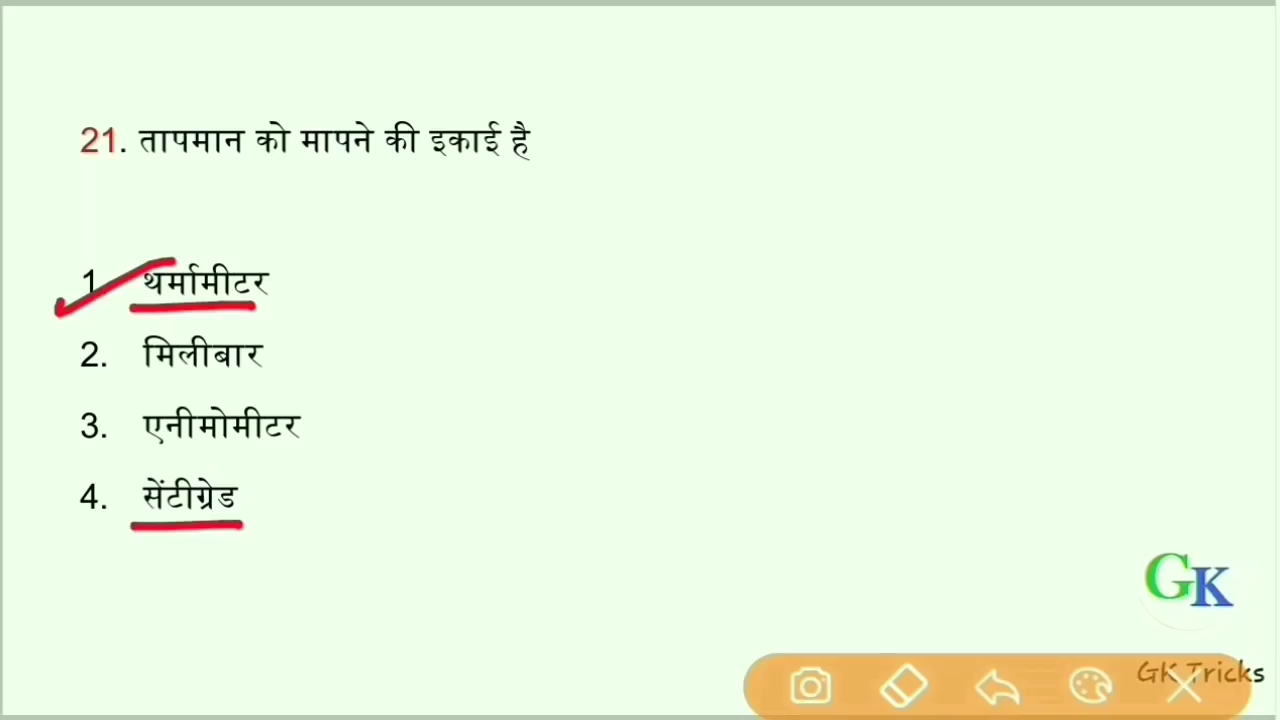 21. तापमान को मापने की इकाई है
1 थर्मामीटर
2. मिलीबार
3. एनीमोमीटर
4. सेंटीग्रेड
GK
GK Tricks